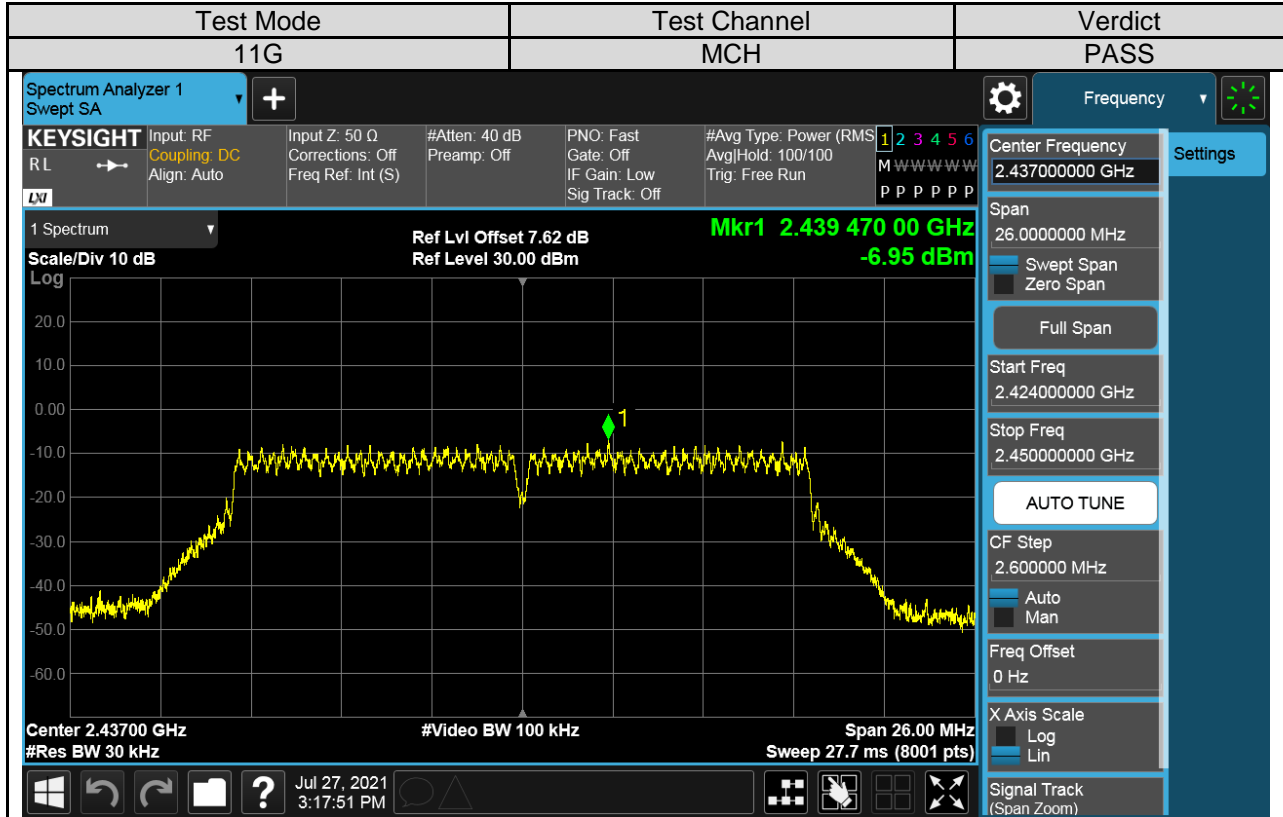 Test Mode Test Channel Verdict
11G MCH PASS
Spectrum Analyzer 1
Swept SA
Frequency
KEYSIGHT
R L
LXI
Input: RF
Coupling: DC
Align: Auto
Input Z: 50 Ω
Corrections: Off
Freq Ref: Int (S)
#Atten: 40 dB
Preamp: Off
PNO: Fast
Gate: Off
IF Gain: Low
Sig Track: Off
#Avg Type: Power (RMS
Avg|Hold: 100/100
Trig: Free Run
1 2 3 4 5 6
M W W W W W
P P P P P P
1 Spectrum
Scale/Div 10 dB
Log
Ref Lvl Offset 7.62 dB
Ref Level 30.00 dBm
Mkr1 2.439 470 00 GHz
-6.95 dBm
20.0
10.0
0.00
-10.0
-20.0
-30.0
-40.0
-50.0
-60.0
1
Center 2.43700 GHz
#Res BW 30 kHz
#Video BW 100 kHz
Span 26.00 MHz
Sweep 27.7 ms (8001 pts)
Center Frequency
2.437000000 GHz
Settings
Span
26.0000000 MHz
Swept Span
Zero Span
Full Span
Start Freq
2.424000000 GHz
Stop Freq
2.450000000 GHz
AUTO TUNE
CF Step
2.600000 MHz
Auto
Man
Freq Offset
0 Hz
X Axis Scale
Log
Lin
Signal Track
(Span Zoom)
?
Jul 27, 2021
3:17:51 PM